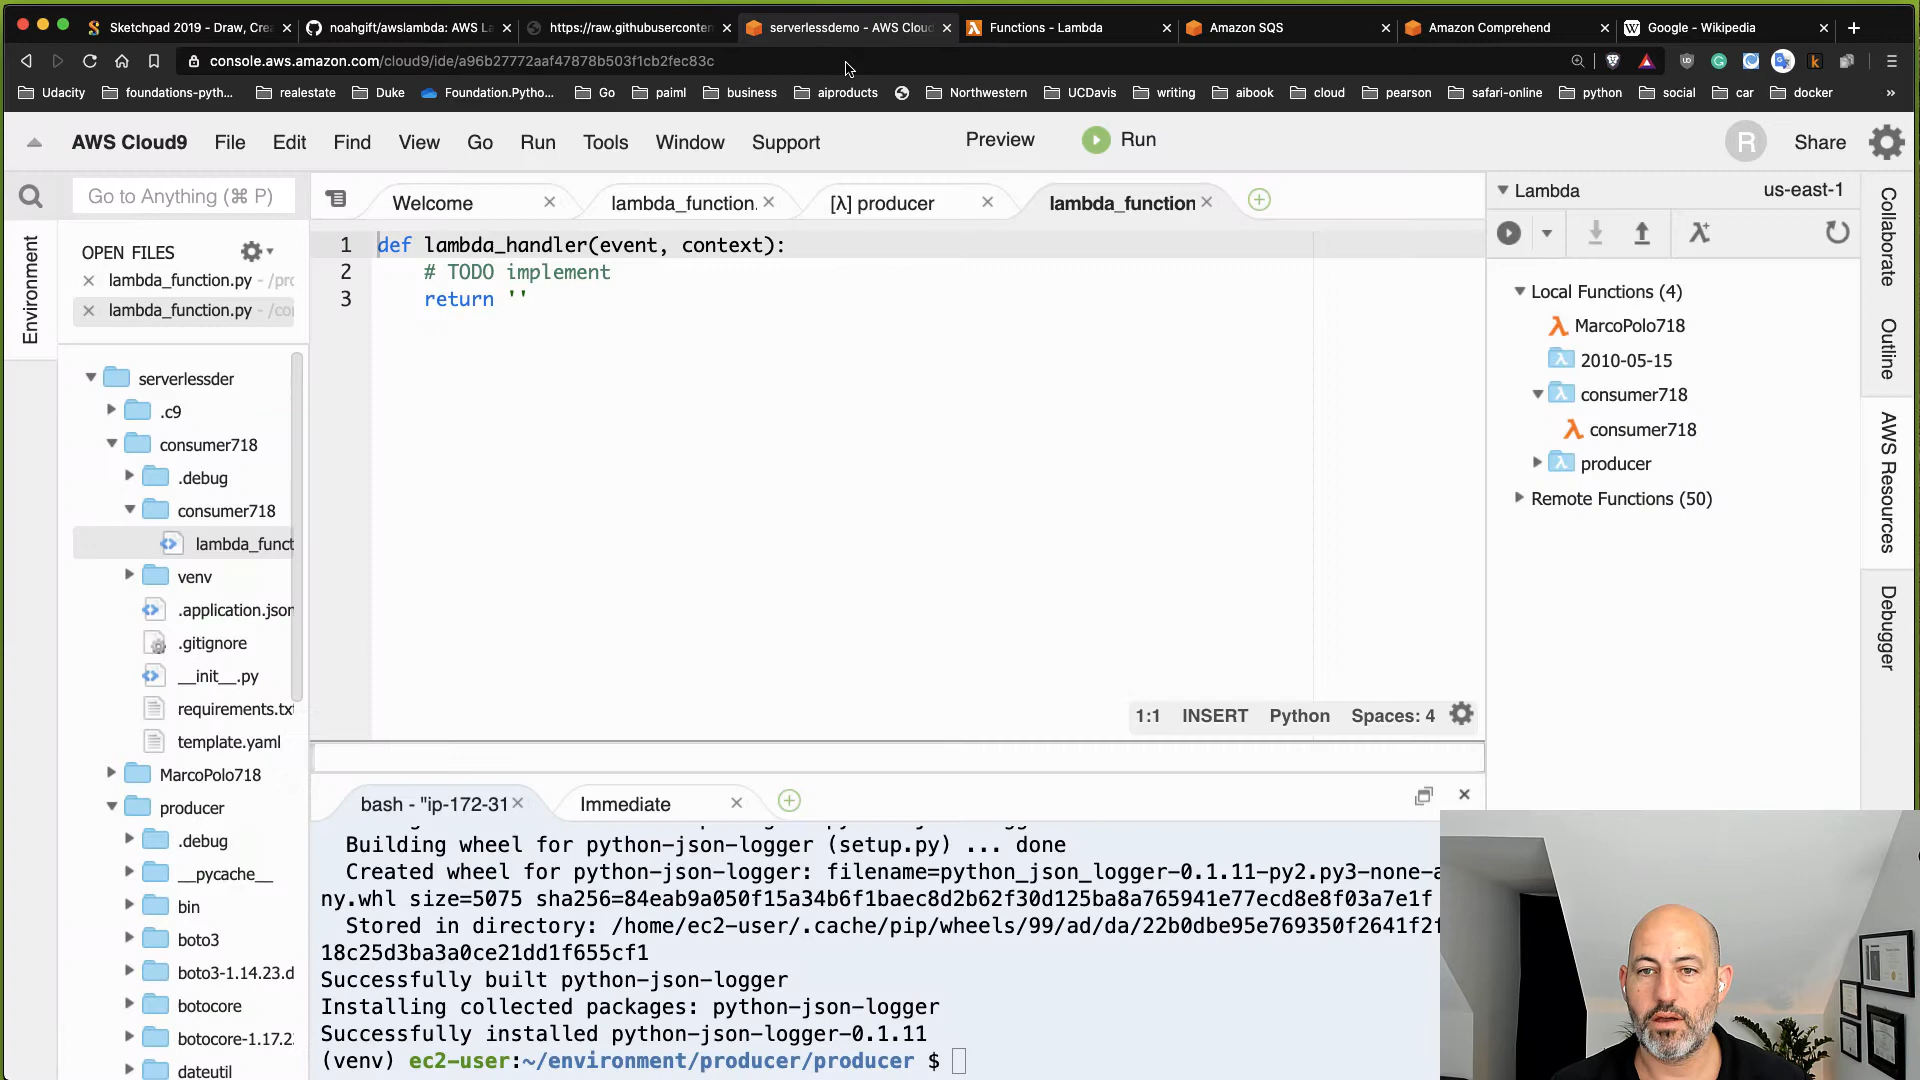 Sketchpad 2019 - Draw, Crea
noahgift/awslambda: AWS La
https://raw.githubuserconten
serverlessdemo - AWS Cloud
Functions - Lambda
Amazon SQS
Amazon Comprehend
Google - Wikipedia
console.aws.amazon.com/cloud9/ide/a96b27772aaf47878b503f1cb2fec83c
Udacity
foundations-pyth...
realestate
Duke
Foundation.Pytho...
Go
paiml
business
aiproducts
Northwestern
UCDavis
writing
aibook
cloud
pearson
safari-online
python
social
car
docker
»
AWS Cloud9 File Edit Find View Go Run Tools Window Support Preview Run R Share
Go to Anything (⌘ P)
Welcome
lambda_function.
[λ] producer
lambda_function
Lambda us-east-1
Environment
OPEN FILES
lambda_function.py - /pro
lambda_function.py - /co
serverlessder
.c9
consumer718
.debug
consumer718
lambda_funct
venv
.application.json
.gitignore
__init__.py
requirements.txt
template.yaml
MarcoPolo718
producer
.debug
__pycache__
bin
boto3
boto3-1.14.23.d
botocore
botocore-1.17.2
dateutil
1 def lambda_handler(event, context):
2 # TODO implement
3 return ''
1:1 INSERT Python Spaces: 4
Local Functions (4)
MarcoPolo718
2010-05-15
consumer718
consumer718
producer
Remote Functions (50)
Collaborate
Outline
AWS Resources
Debugger
bash - "ip-172-31
Immediate
Building wheel for python-json-logger (setup.py) ... done
Created wheel for python-json-logger: filename=python_json_logger-0.1.11-py2.py3-none-a
ny.whl size=5075 sha256=84eab9a050f15a34b6f1baec8d2b62f30d125ba8a765941e77ecd8e8f03a7e1f
Stored in directory: /home/ec2-user/.cache/pip/wheels/99/ad/da/22b0dbe95e769350f2641f2f
18c25d3ba3a0ce21dd1f655cf1
Successfully built python-json-logger
Installing collected packages: python-json-logger
Successfully installed python-json-logger-0.1.11
(venv) ec2-user:~/environment/producer/producer $